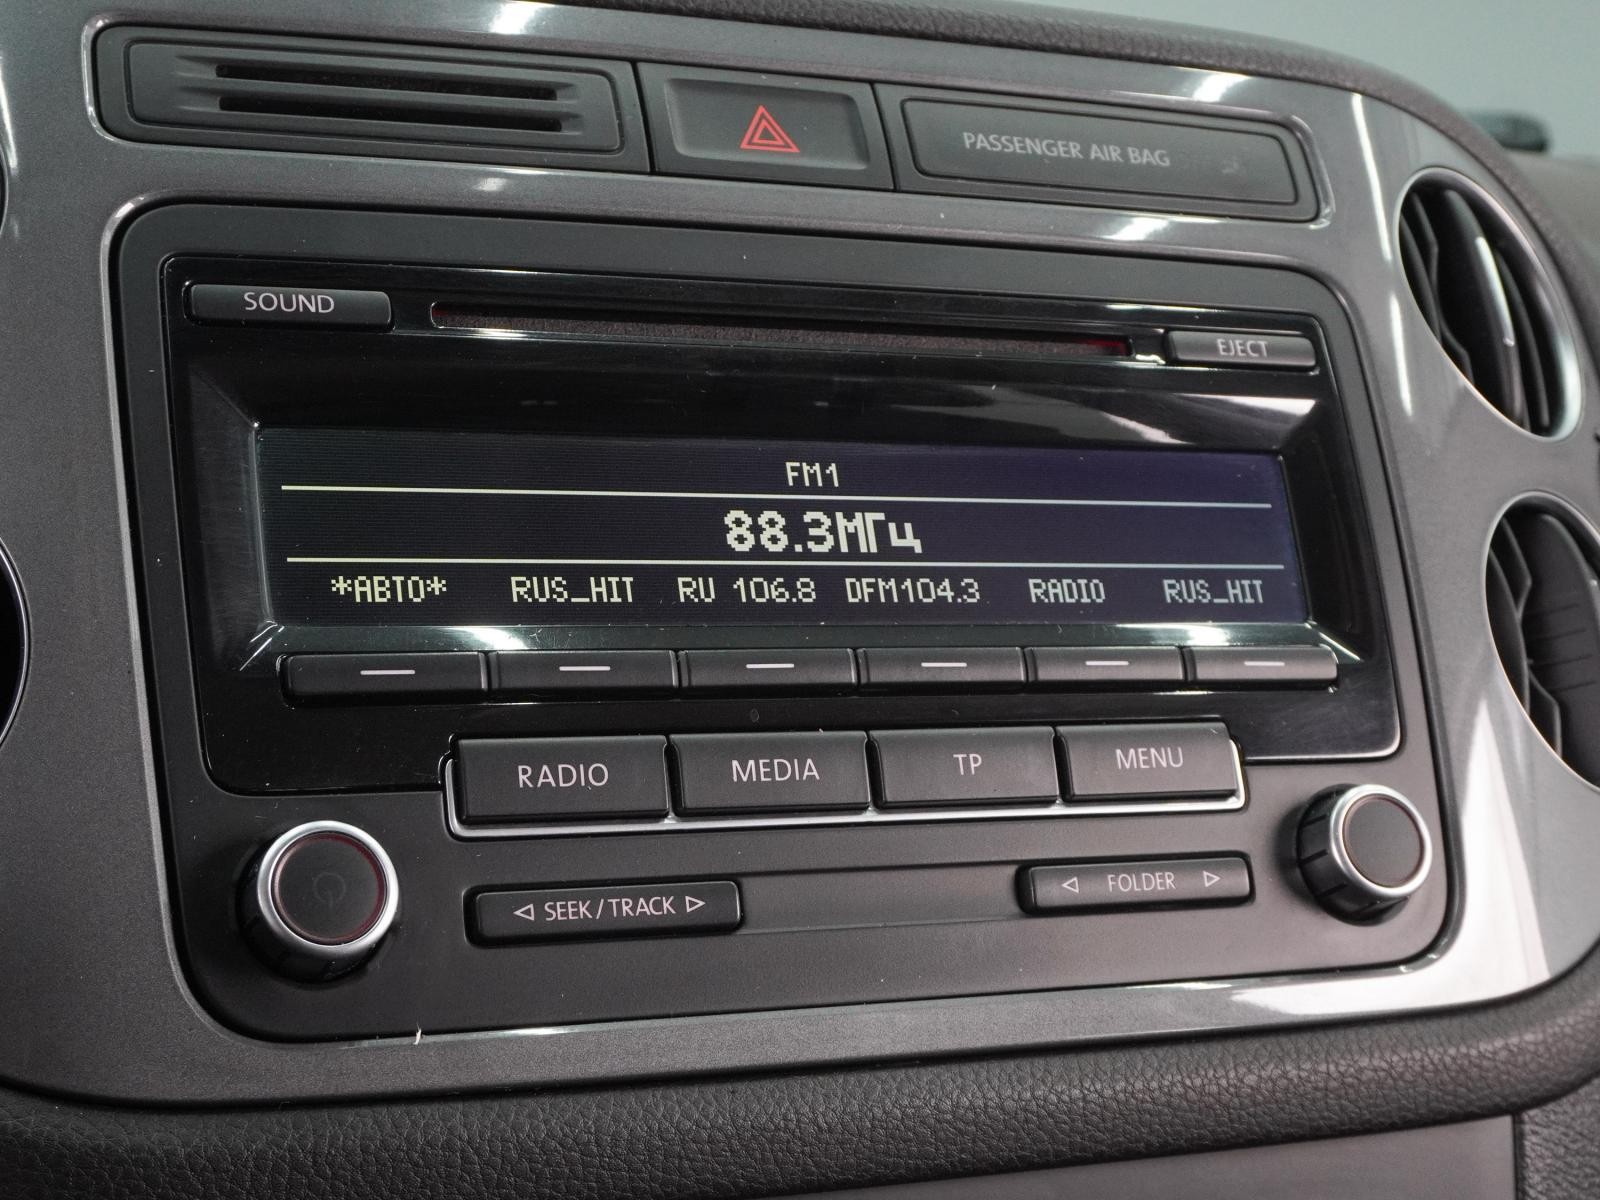 PASSENGER AIR BAG
SOUND
EJECT
FM1
88.3МГц
*АВТО* RUS_HIT RU 106.8 DFM104.3 RADIO RUS_HIT
RADIO MEDIA TP MENU
SEEK / TRACK FOLDER